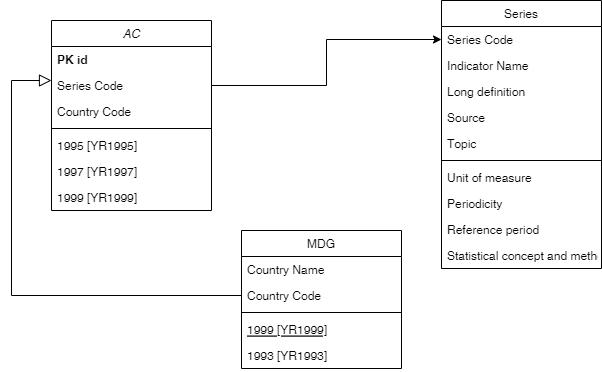 AC
PK id
Series Code
Country Code
1995 [YR1995]
1997 [YR1997]
1999 [YR1999]
Series
Series Code
Indicator Name
Long definition
Source
Topic
Unit of measure
Periodicity
Reference period
Statistical concept and meth
MDG
Country Name
Country Code
1999 [YR1999]
1993 [YR1993]